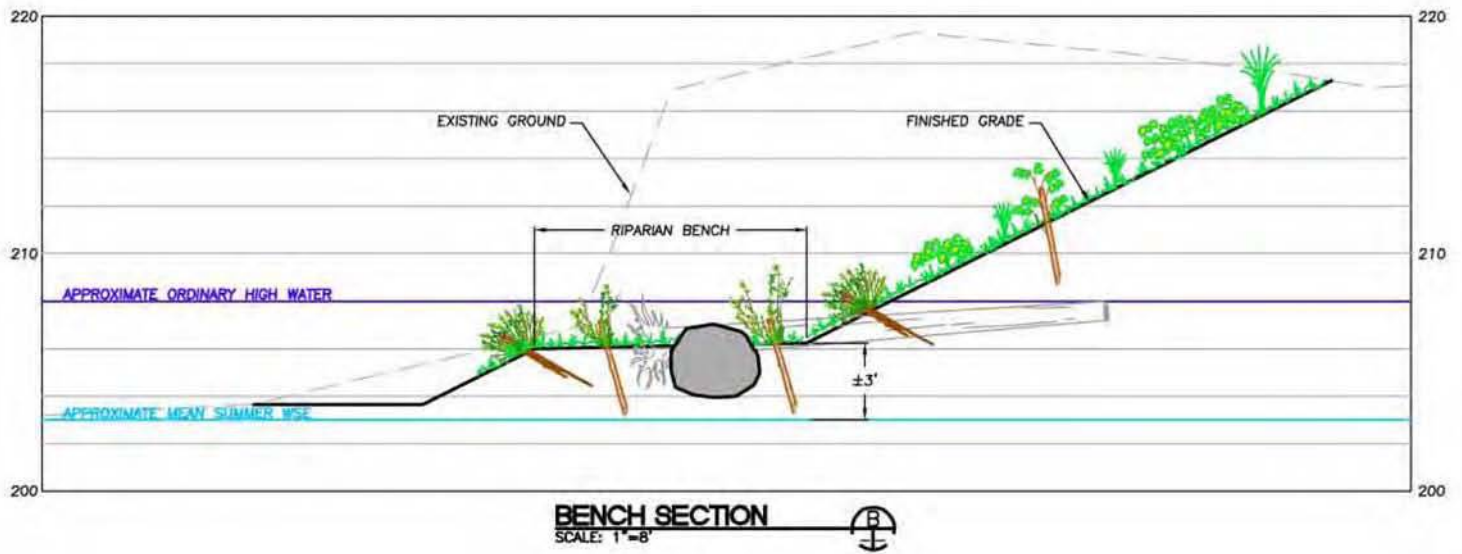 220
220
EXISTING GROUND
FINISHED GRADE
RIPARIAN BENCH
210
210
APPROXIMATE ORDINARY HIGH WATER
±3'
APPROXIMATE MEAN SUMMER WSE
200
200
BENCH SECTION
B
SCALE: 1"=8'